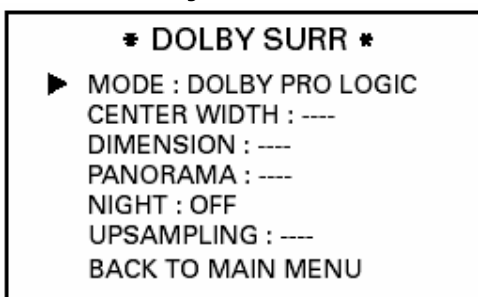 * DOLBY SURR *
MODE : DOLBY PRO LOGIC
CENTER WIDTH : ----
DIMENSION : ----
PANORAMA : ----
NIGHT : OFF
UPSAMPLING : ----
BACK TO MAIN MENU